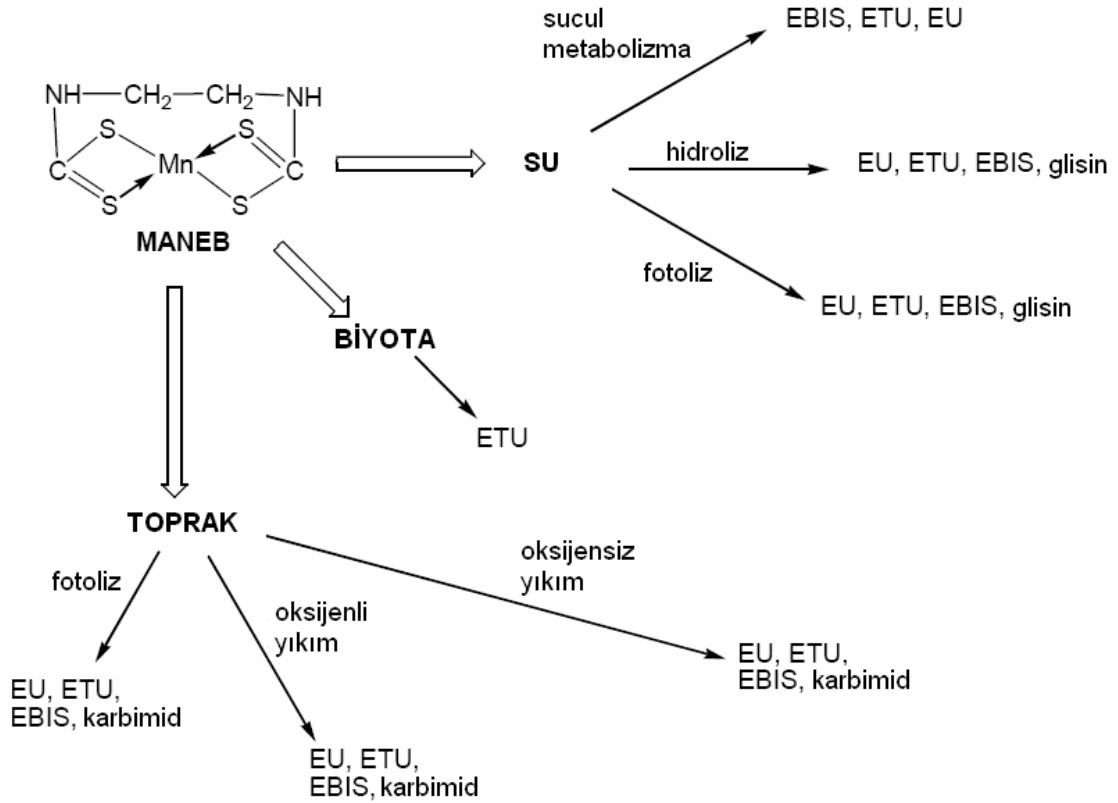 sucul
metabolizma
EBIS, ETU, EU
NH CH2 CH2 NH
S S
C Mn C
S S
MANEB
SU
hidroliz
EU, ETU, EBIS, glisin
fotoliz
EU, ETU, EBIS, glisin
BİYOTA
ETU
TOPRAK
fotoliz
oksijenli
yıkım
oksijensiz
yıkım
EU, ETU,
EBIS, karbimid
EU, ETU,
EBIS, karbimid
EU, ETU,
EBIS, karbimid